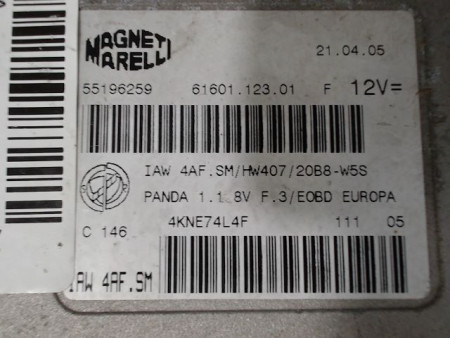 MAGNETI
MARELLI
21.04.05
55196259 61601.123.01 F 12V=
IAW 4AF.SM/HW407/20B8-W5S
PANDA 1.1 8V F.3/EOBD EUROPA
4KNE74L4F 111 05
C 146
IAW 4AF.SM